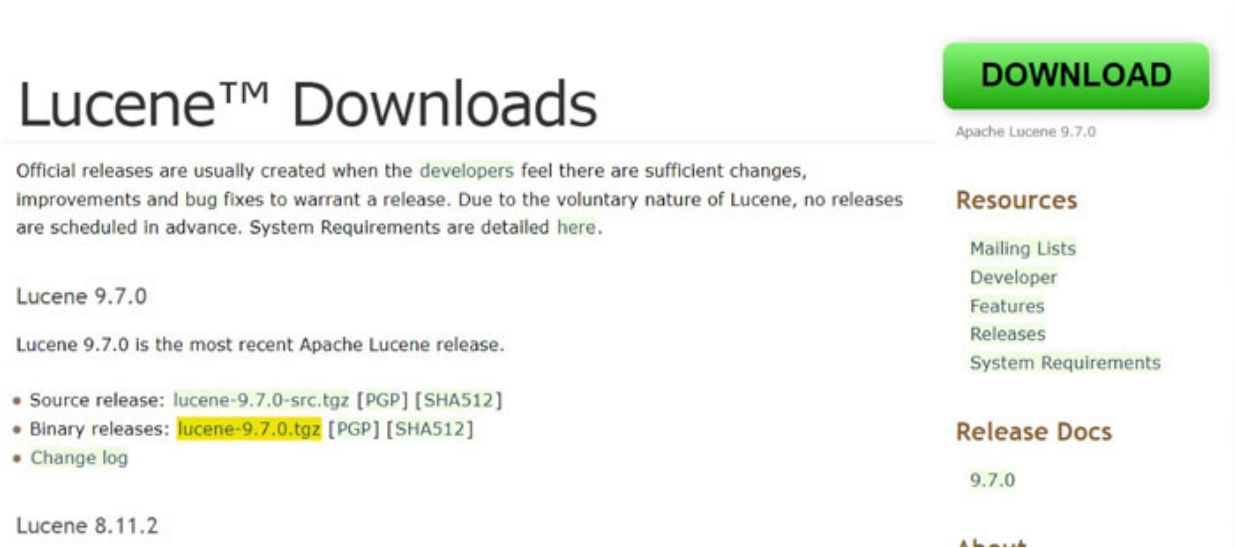 Lucene™ Downloads
Official releases are usually created when the developers feel there are sufficient changes,
improvements and bug fixes to warrant a release. Due to the voluntary nature of Lucene, no releases
are scheduled in advance. System Requirements are detailed here.
Lucene 9.7.0
Lucene 9.7.0 is the most recent Apache Lucene release.
• Source release: lucene-9.7.0-src.tgz [PGP] [SHA512]
• Binary releases: lucene-9.7.0.tgz [PGP] [SHA512]
• Change log
Lucene 8.11.2
DOWNLOAD
Apache Lucene 9.7.0
Resources
Mailing Lists
Developer
Features
Releases
System Requirements
Release Docs
9.7.0
About